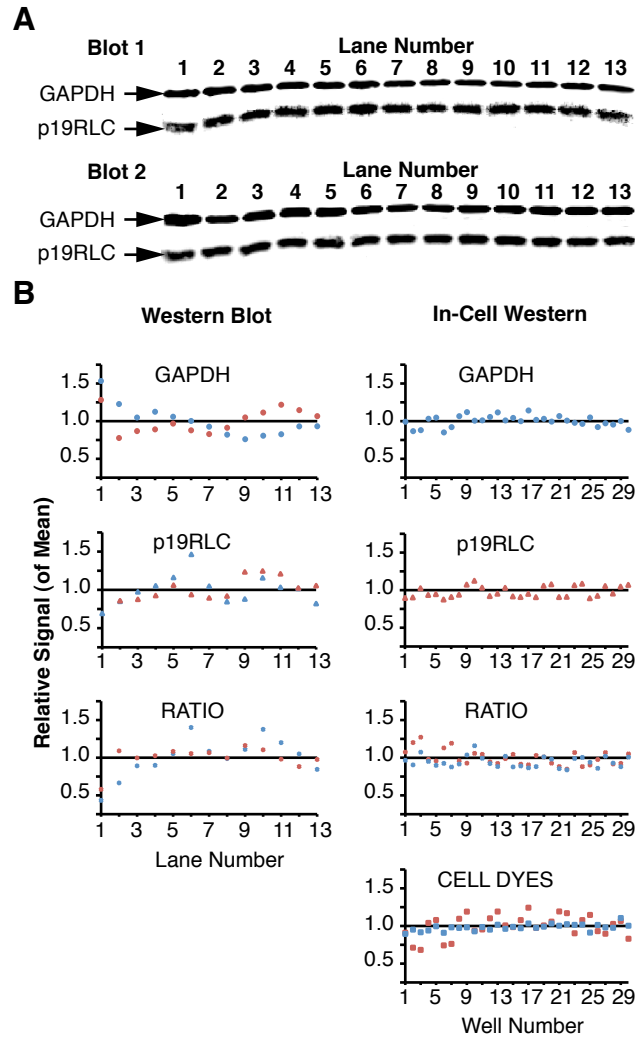 A
Blot 1 Lane Number
1 2 3 4 5 6 7 8 9 10 11 12 13
GAPDH
p19RLC
Blot 2 Lane Number
1 2 3 4 5 6 7 8 9 10 11 12 13
GAPDH
p19RLC
B
Western Blot In-Cell Western
Relative Signal (of Mean)
GAPDH
1.5
1.0
0.5
1 3 5 7 9 11 13
GAPDH
1.5
1.0
0.5
1 5 9 13 17 21 25 29
p19RLC
1.5
1.0
0.5
1 3 5 7 9 11 13
p19RLC
1.5
1.0
0.5
1 5 9 13 17 21 25 29
RATIO
1.5
1.0
0.5
1 3 5 7 9 11 13
Lane Number
RATIO
1.5
1.0
0.5
1 5 9 13 17 21 25 29
CELL DYES
1.5
1.0
0.5
1 5 9 13 17 21 25 29
Well Number